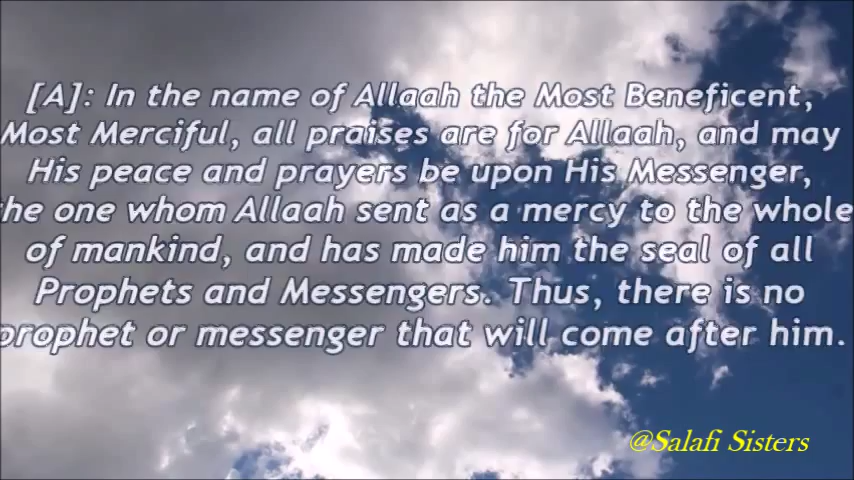 [A]: In the name of Allaah the Most Beneficent,
Most Merciful, all praises are for Allaah, and may
His peace and prayers be upon His Messenger,
the one whom Allaah sent as a mercy to the whole
of mankind, and has made him the seal of all
Prophets and Messengers. Thus, there is no
prophet or messenger that will come after him.
@Salafi Sisters